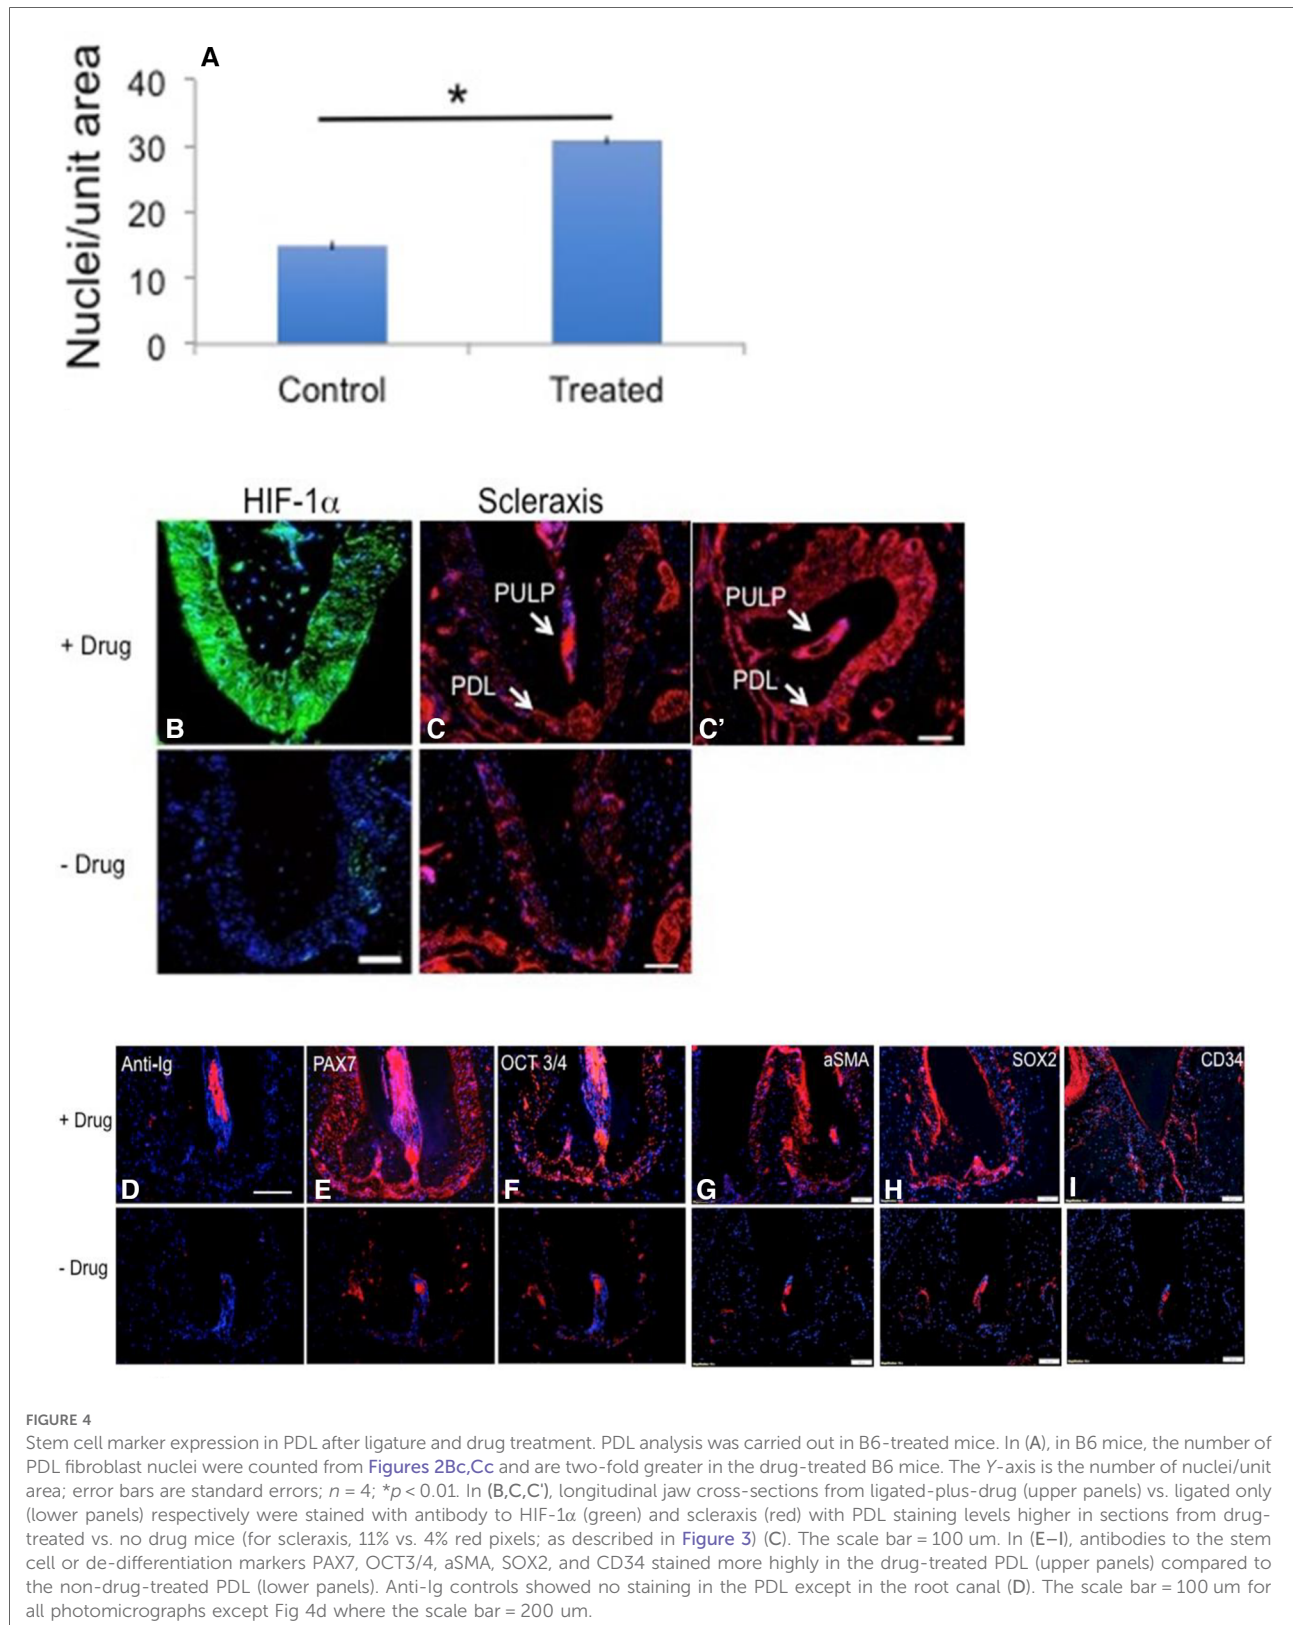 A
Nuclei/unit area
40
30
20
10
0
*
Control
Treated
HIF-1α
Scleraxis
+ Drug
PULP
PDL
B
C
PULP
PDL
C’
- Drug
+ Drug
Anti-Ig
PAX7
OCT 3/4
aSMA
SOX2
CD34
D
E
F
G
H
I
- Drug
FIGURE 4
Stem cell marker expression in PDL after ligature and drug treatment. PDL analysis was carried out in B6-treated mice. In (A), in B6 mice, the number of
PDL fibroblast nuclei were counted from Figures 2Bc,Cc and are two-fold greater in the drug-treated B6 mice. The Y-axis is the number of nuclei/unit
area; error bars are standard errors; n = 4; *p < 0.01. In (B,C,C'), longitudinal jaw cross-sections from ligated-plus-drug (upper panels) vs. ligated only
(lower panels) respectively were stained with antibody to HIF-1α (green) and scleraxis (red) with PDL staining levels higher in sections from drug-
treated vs. no drug mice (for scleraxis, 11% vs. 4% red pixels; as described in Figure 3) (C). The scale bar = 100 um. In (E–I), antibodies to the stem
cell or de-differentiation markers PAX7, OCT3/4, aSMA, SOX2, and CD34 stained more highly in the drug-treated PDL (upper panels) compared to
the non-drug-treated PDL (lower panels). Anti-Ig controls showed no staining in the PDL except in the root canal (D). The scale bar = 100 um for
all photomicrographs except Fig 4d where the scale bar = 200 um.